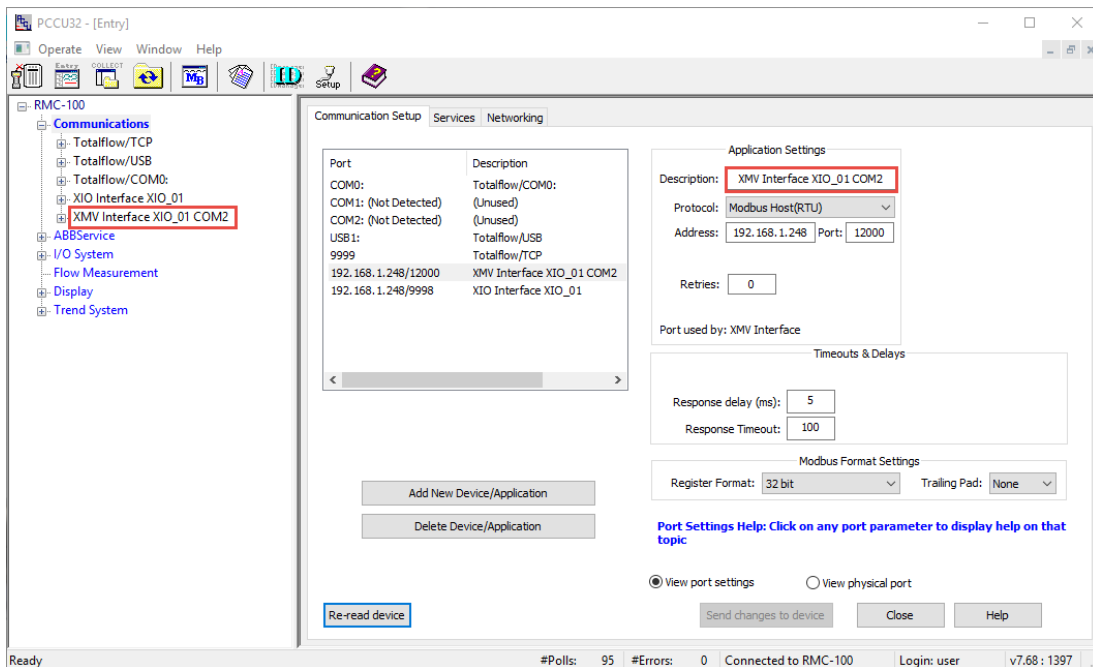 PCCU32 - [Entry]
Operate View Window Help
Entry COLLECT MB ID Manager Setup
RMC-100
Communications
Totalflow/TCP
Totalflow/USB
Totalflow/COM0:
XIO Interface XIO_01
XMV Interface XIO_01 COM2
ABBService
I/O System
Flow Measurement
Display
Trend System
Communication Setup Services Networking
Port Description
COM0: Totalflow/COM0:
COM1: (Not Detected) (Unused)
COM2: (Not Detected) (Unused)
USB1: Totalflow/USB
9999 Totalflow/TCP
192.168.1.248/12000 XMV Interface XIO_01 COM2
192.168.1.248/9998 XIO Interface XIO_01
Add New Device/Application
Delete Device/Application
Re-read device
Application Settings
Description: XMV Interface XIO_01 COM2
Protocol: Modbus Host(RTU)
Address: 192.168.1.248 Port: 12000
Retries: 0
Port used by: XMV Interface
Timeouts & Delays
Response delay (ms): 5
Response Timeout: 100
Modbus Format Settings
Register Format: 32 bit Trailing Pad: None
Port Settings Help: Click on any port parameter to display help on that
topic
View port settings View physical port
Send changes to device Close Help
Ready #Polls: 95 #Errors: 0 Connected to RMC-100 Login: user v7.68 : 1397